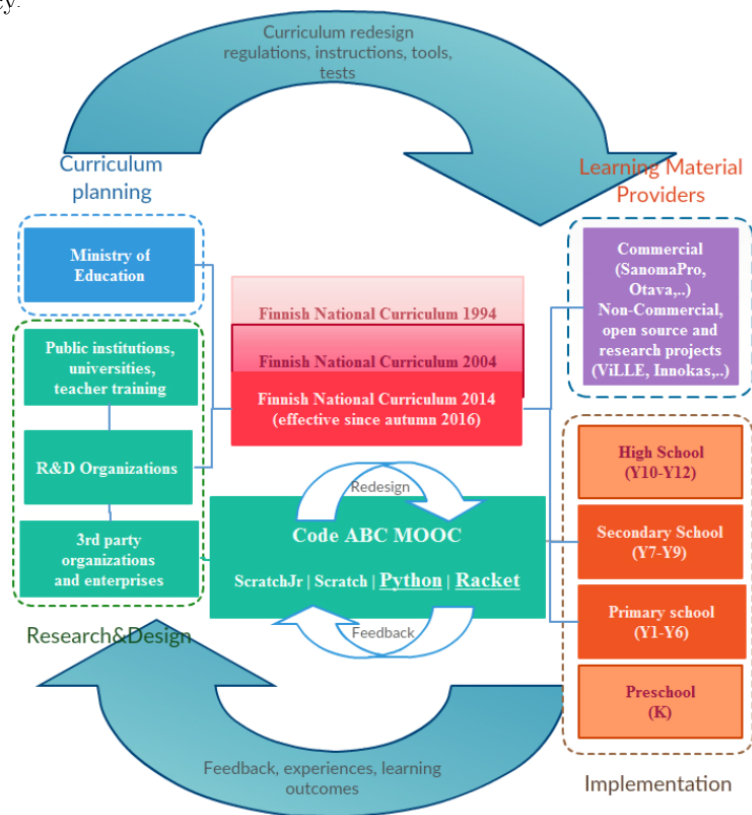 cy.
Curriculum redesign
regulations, instructions, tools,
tests
Curriculum
planning
Learning Material
Providers
Ministry of
Education
Commercial
(SanomaPro,
Otava,..)
Non-Commercial,
open source and
research projects
(ViLLE, Innokas,..)
Finnish National Curriculum 1994
Finnish National Curriculum 2004
Finnish National Curriculum 2014
(effective since autumn 2016)
Public institutions,
universities,
teacher training
R&D Organizations
3rd party
organizations
and enterprises
High School
(Y10-Y12)
Secondary School
(Y7-Y9)
Primary school
(Y1-Y6)
Preschool
(K)
Redesign
Code ABC MOOC
ScratchJr | Scratch | Python | Racket
Feedback
Research&Design
Feedback, experiences, learning
outcomes
Implementation